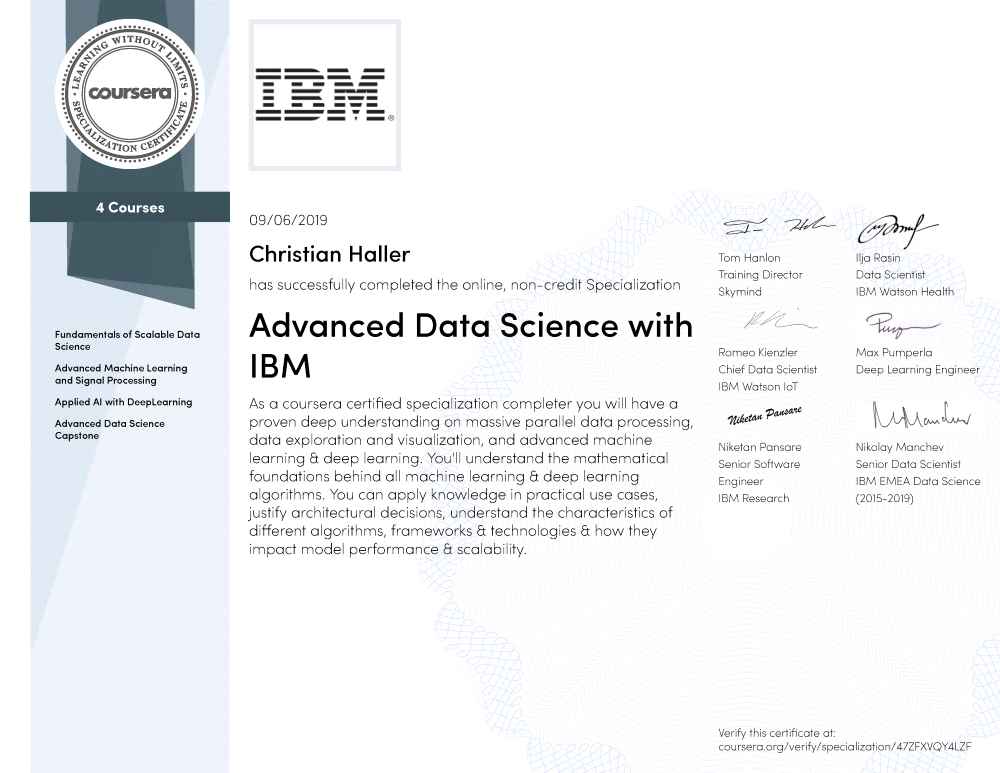 LEARNING WITHOUT LIMITS
coursera
SPECIALIZATION CERTIFICATE
IBM®
4 Courses
Fundamentals of Scalable Data
Science
Advanced Machine Learning
and Signal Processing
Applied AI with DeepLearning
Advanced Data Science
Capstone
09/06/2019
Christian Haller
has successfully completed the online, non-credit Specialization
Advanced Data Science with
IBM
As a coursera certified specialization completer you will have a
proven deep understanding on massive parallel data processing,
data exploration and visualization, and advanced machine
learning & deep learning. You'll understand the mathematical
foundations behind all machine learning & deep learning
algorithms. You can apply knowledge in practical use cases,
justify architectural decisions, understand the characteristics of
different algorithms, frameworks & technologies & how they
impact model performance & scalability.
Tom Hanlon
Training Director
Skymind
Ilja Rasin
Data Scientist
IBM Watson Health
Romeo Kienzler
Chief Data Scientist
IBM Watson IoT
Max Pumperla
Deep Learning Engineer
Niketan Pansare
Niketan Pansare
Senior Software
Engineer
IBM Research
Nikolay Manchev
Senior Data Scientist
IBM EMEA Data Science
(2015-2019)
Verify this certificate at:
coursera.org/verify/specialization/47ZFXVQY4LZF